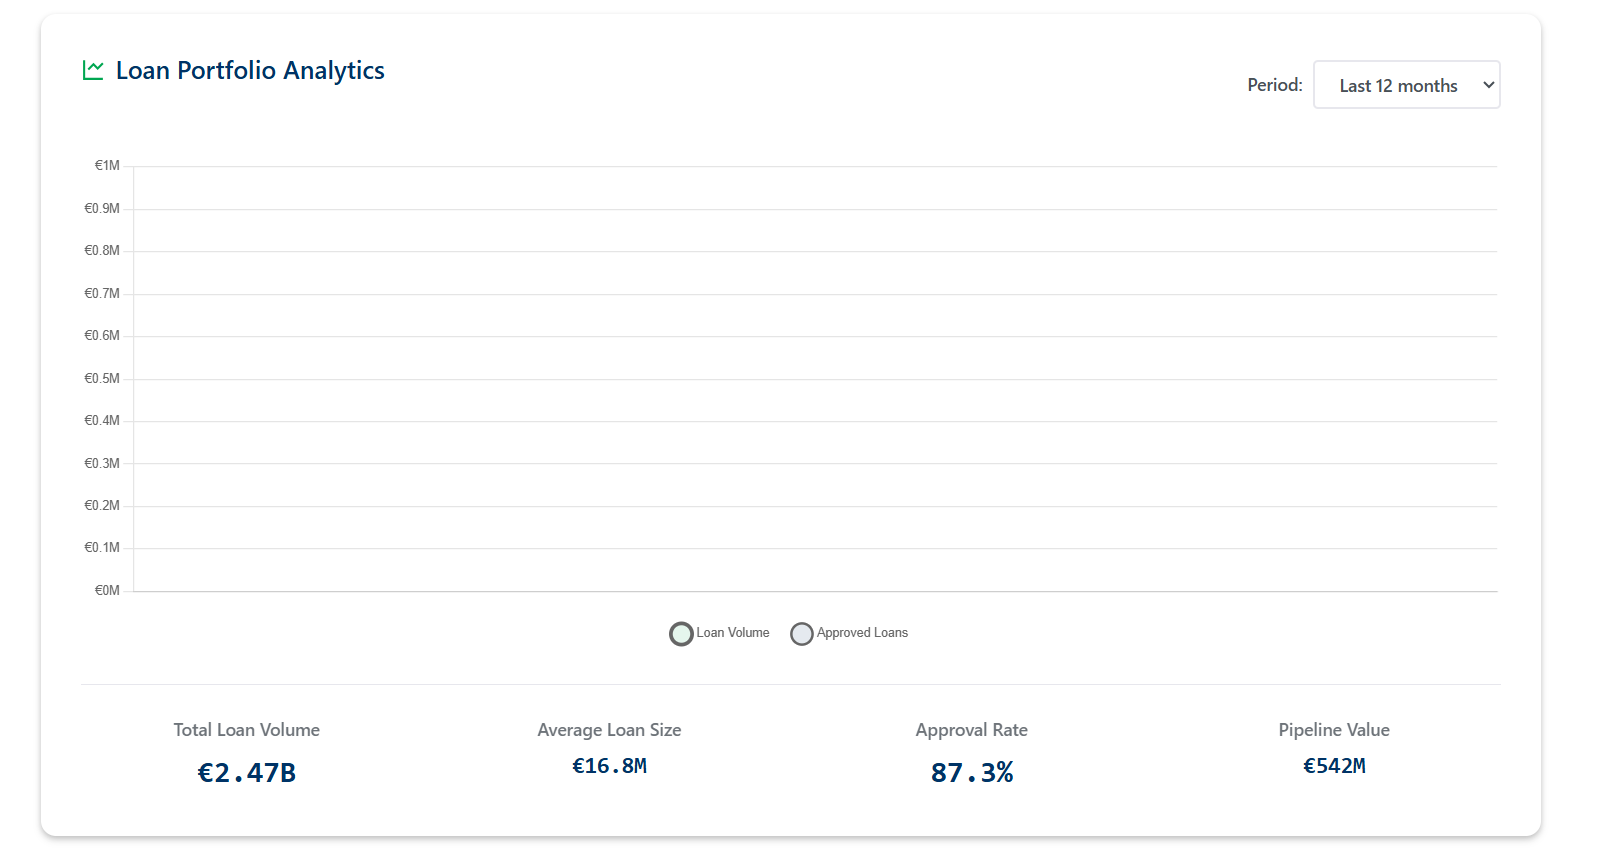 Loan Portfolio Analytics
Period: Last 12 months
€1M
€0.9M
€0.8M
€0.7M
€0.6M
€0.5M
€0.4M
€0.3M
€0.2M
€0.1M
€0M
Loan Volume Approved Loans
Total Loan Volume Average Loan Size Approval Rate Pipeline Value
€2.47B €16.8M 87.3% €542M